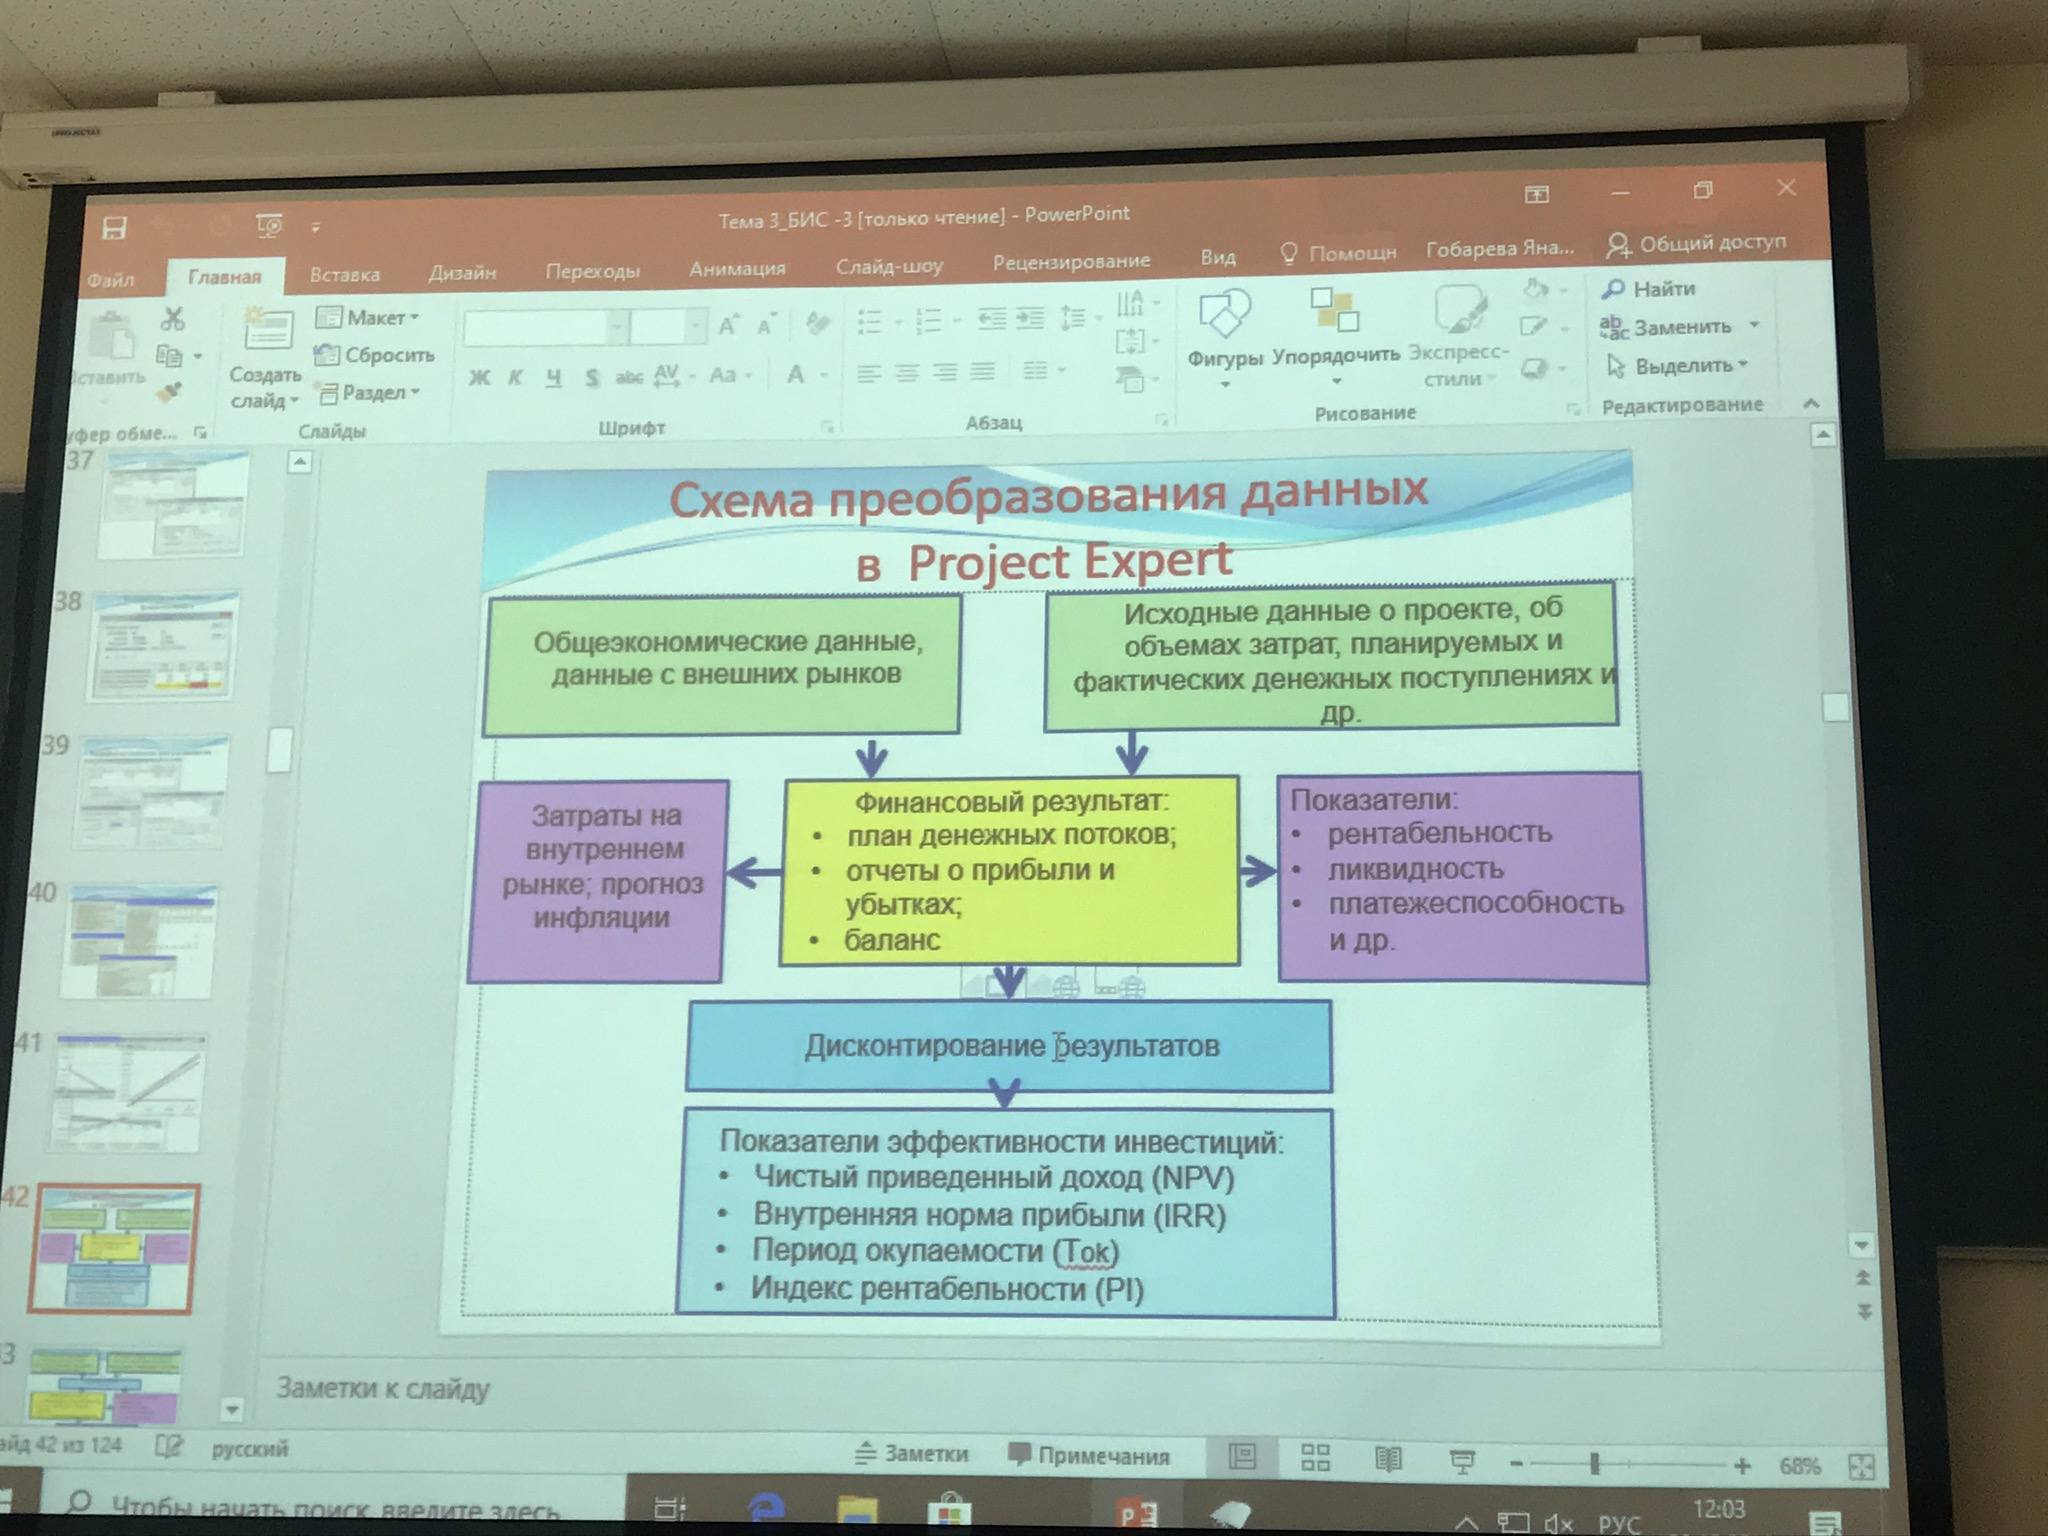 Тема 3_БИС -3 [только чтение] - PowerPoint
Файл
Главная
Вставка
Дизайн
Переходы
Анимация
Слайд-шоу
Рецензирование
Вид
Помощн
Гобарева Яна...
Общий доступ
Макет
Сбросить
Раздел
Создать
слайд
Слайды
Ж К Ч S abc AV Aa A
Шрифт
Абзац
Фигуры
Упорядочить
Экспресс-
стили
Рисование
Найти
Заменить
Выделить
Редактирование
37
38
39
40
41
42
Схема преобразования данных
в Project Expert
Общеэкономические данные,
данные с внешних рынков
Исходные данные о проекте, об
объемах затрат, планируемых и
фактических денежных поступлениях и
др.
Затраты на
внутреннем
рынке; прогноз
инфляции
Финансовый результат:
• план денежных потоков;
• отчеты о прибыли и
убытках;
• баланс
Показатели:
• рентабельность
• ликвидность
• платежеспособность
и др.
Дисконтирование результатов
Показатели эффективности инвестиций:
• Чистый приведенный доход (NPV)
• Внутренняя норма прибыли (IRR)
• Период окупаемости (Tok)
• Индекс рентабельности (PI)
Заметки к слайду
42 из 124
русский
Заметки
Примечания
68%
Чтобы начать поиск, введите здесь
РУС
12:03